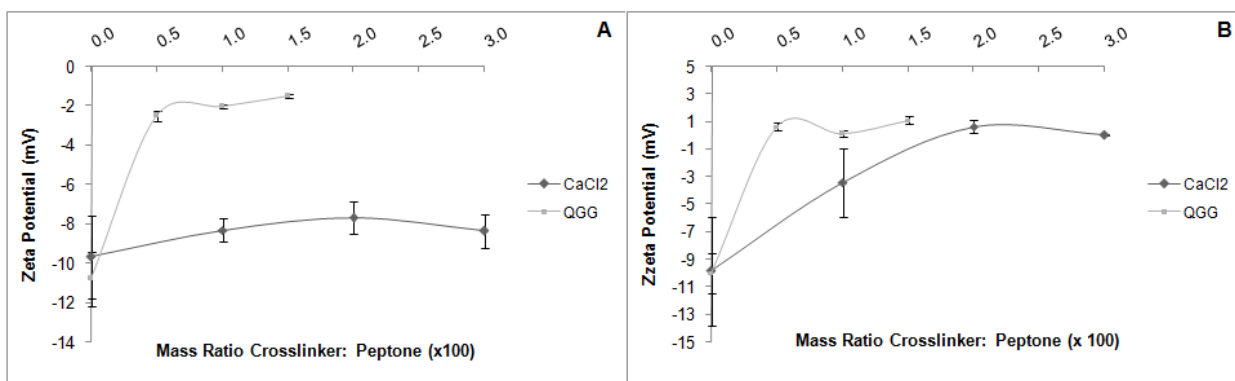 A
0.0 0.5 1.0 1.5 2.0 2.5 3.0
0
-2
-4
-6
-8
-10
-12
-14
Zeta Potential (mV)
CaCl2
QGG
Mass Ratio Crosslinker: Peptone (x100)
B
0.0 0.5 1.0 1.5 2.0 2.5 3.0
5
3
1
-1
-3
-5
-7
-9
-11
-13
-15
Zzeta Potential (mV)
CaCl2
QGG
Mass Ratio Crosslinker: Peptone (x 100)